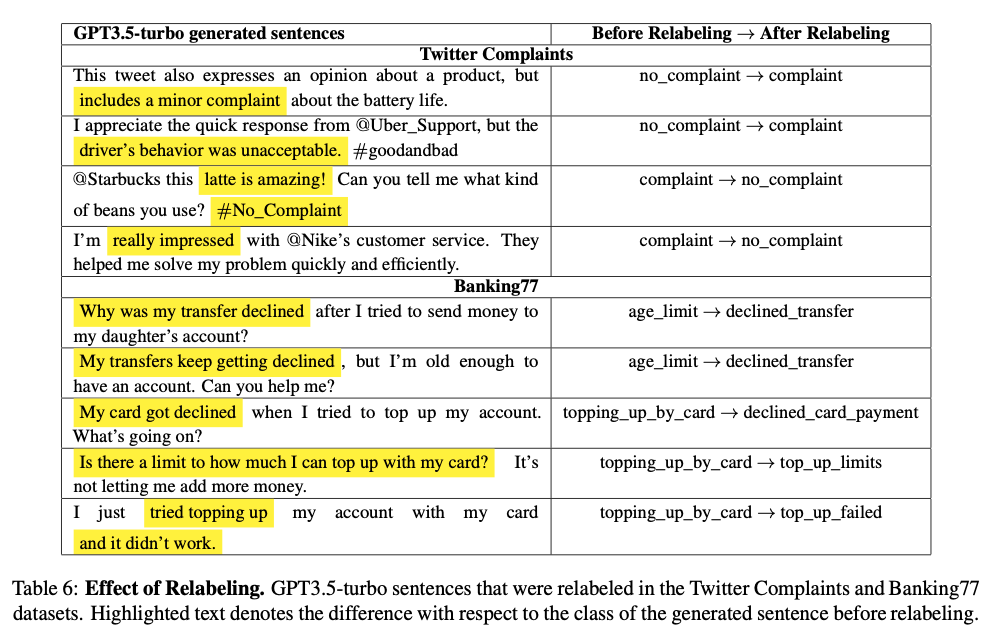 GPT3.5-turbo generated sentences Before Relabeling → After Relabeling
Twitter Complaints
This tweet also expresses an opinion about a product, but no_complaint → complaint
includes a minor complaint about the battery life.
I appreciate the quick response from @Uber_Support, but the no_complaint → complaint
driver's behavior was unacceptable. #goodandbad
@Starbucks this latte is amazing! Can you tell me what kind complaint → no_complaint
of beans you use? #No_Complaint
I'm really impressed with @Nike's customer service. They complaint → no_complaint
helped me solve my problem quickly and efficiently.
Banking77
Why was my transfer declined after I tried to send money to age_limit → declined_transfer
my daughter's account?
My transfers keep getting declined , but I'm old enough to age_limit → declined_transfer
have an account. Can you help me?
My card got declined when I tried to top up my account. topping_up_by_card → declined_card_payment
What's going on?
Is there a limit to how much I can top up with my card? It's topping_up_by_card → top_up_limits
not letting me add more money.
I just tried topping up my account with my card topping_up_by_card → top_up_failed
and it didn't work.
Table 6: Effect of Relabeling. GPT3.5-turbo sentences that were relabeled in the Twitter Complaints and Banking77
datasets. Highlighted text denotes the difference with respect to the class of the generated sentence before relabeling.